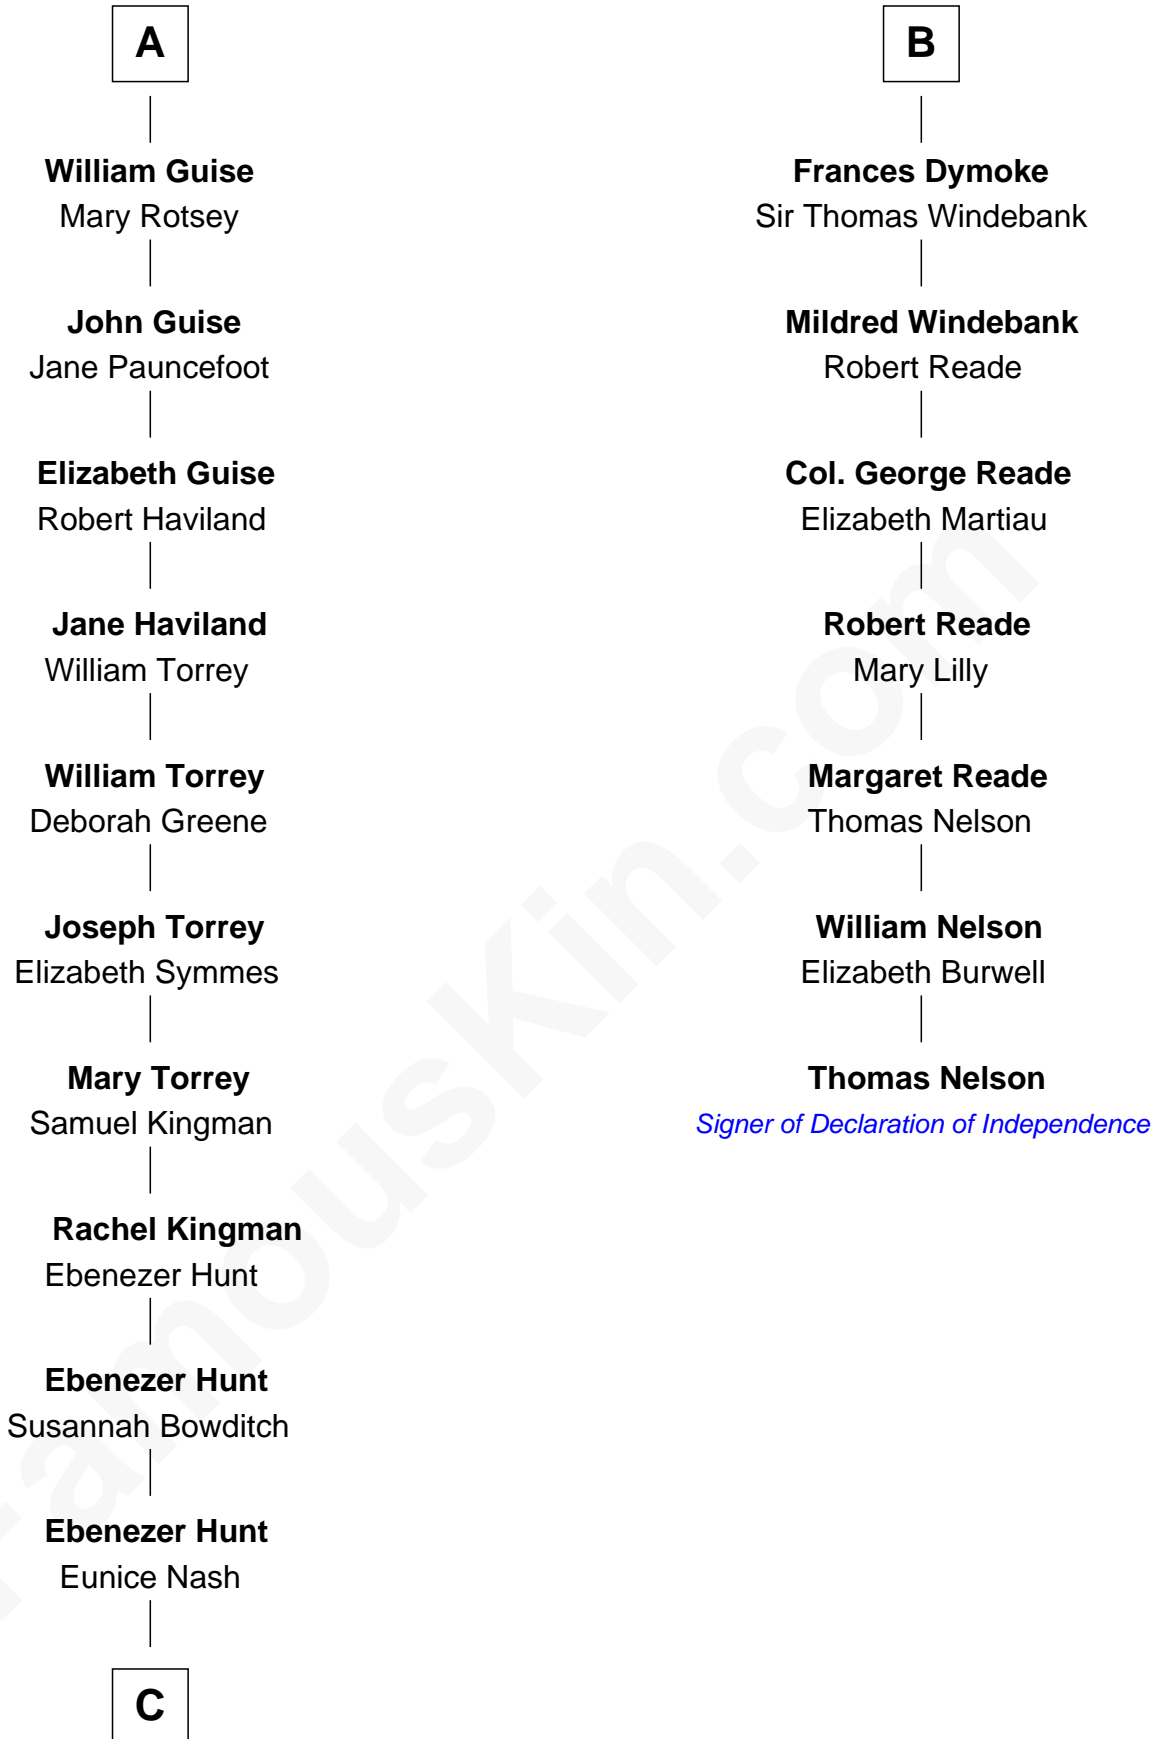 A
William Guise
Mary Rotsey
John Guise
Jane Pauncefoot
Elizabeth Guise
Robert Haviland
Jane Haviland
William Torrey
William Torrey
Deborah Greene
Joseph Torrey
Elizabeth Symmes
Mary Torrey
Samuel Kingman
Rachel Kingman
Ebenezer Hunt
Ebenezer Hunt
Susannah Bowditch
Ebenezer Hunt
Eunice Nash
C
B
Frances Dymoke
Sir Thomas Windebank
Mildred Windebank
Robert Reade
Col. George Reade
Elizabeth Martiau
Robert Reade
Mary Lilly
Margaret Reade
Thomas Nelson
William Nelson
Elizabeth Burwell
Thomas Nelson
Signer of Declaration of Independence
FamousKin.com